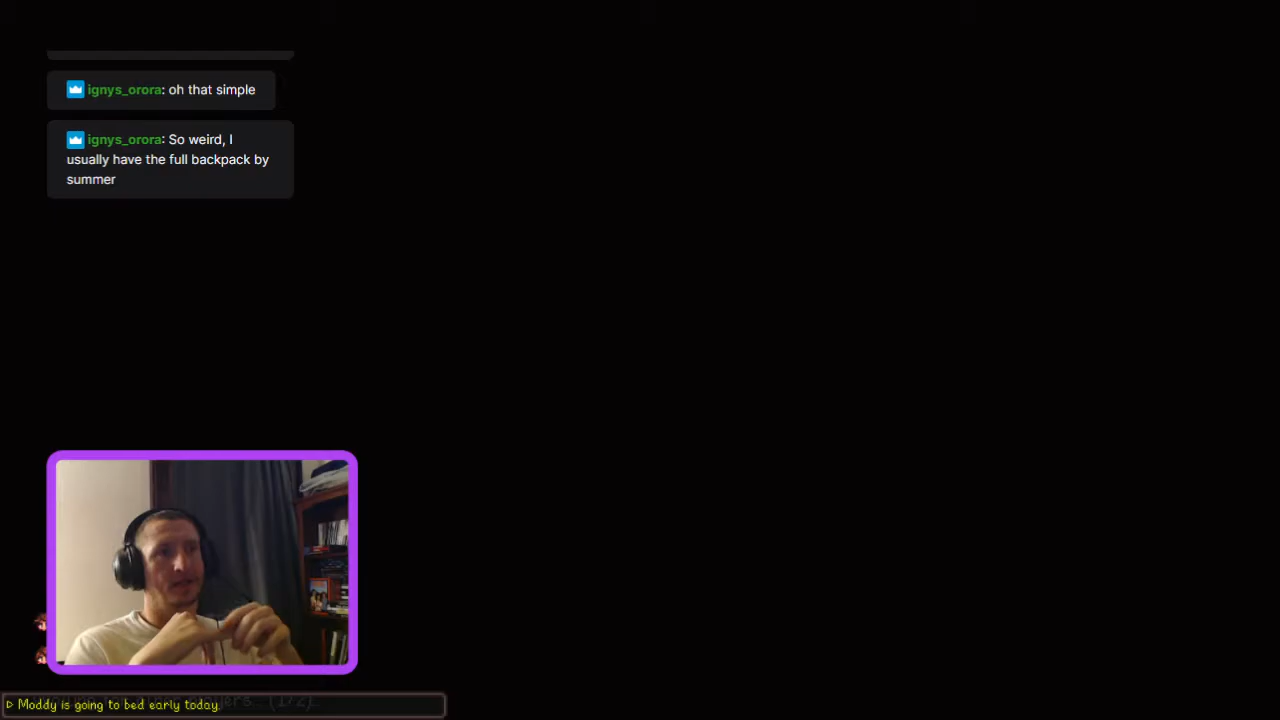 ignys_orora: oh that simple
ignys_orora: So weird, I
usually have the full backpack by
summer
▷ Moddy is going to bed early today.